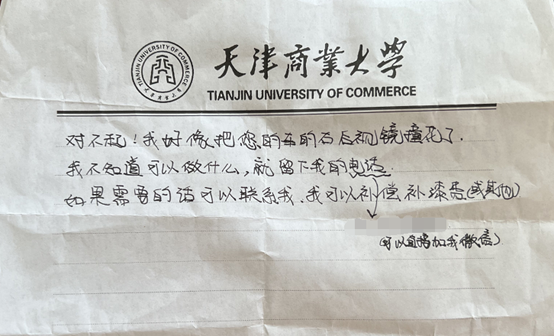 天津商業大學
TIANJIN UNIVERSITY OF COMMERCE
对不起！我好像把您的车的右后视镜撞花了.
我不知道可以做什么，就留下我的电话.
如果需要的话可以联系我，我可以补偿补漆费(或其他)
(可以直接加我微信)